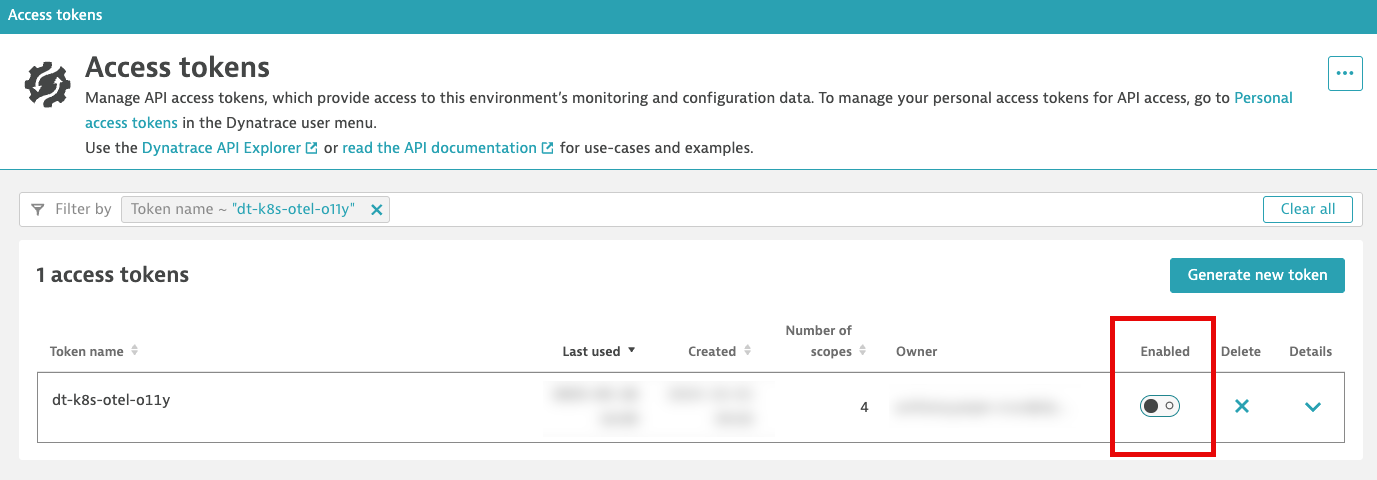 Access tokens
Access tokens
Manage API access tokens, which provide access to this environment's monitoring and configuration data. To manage your personal access tokens for API access, go to Personal
access tokens in the Dynatrace user menu.
Use the Dynatrace API Explorer or read the API documentation for use-cases and examples.
Filter by Token name ~ "dt-k8s-otel-o11y" Clear all
1 access tokens Generate new token
Number of
Token name Last used Created scopes Owner Enabled Delete Details
dt-k8s-otel-o11y 4